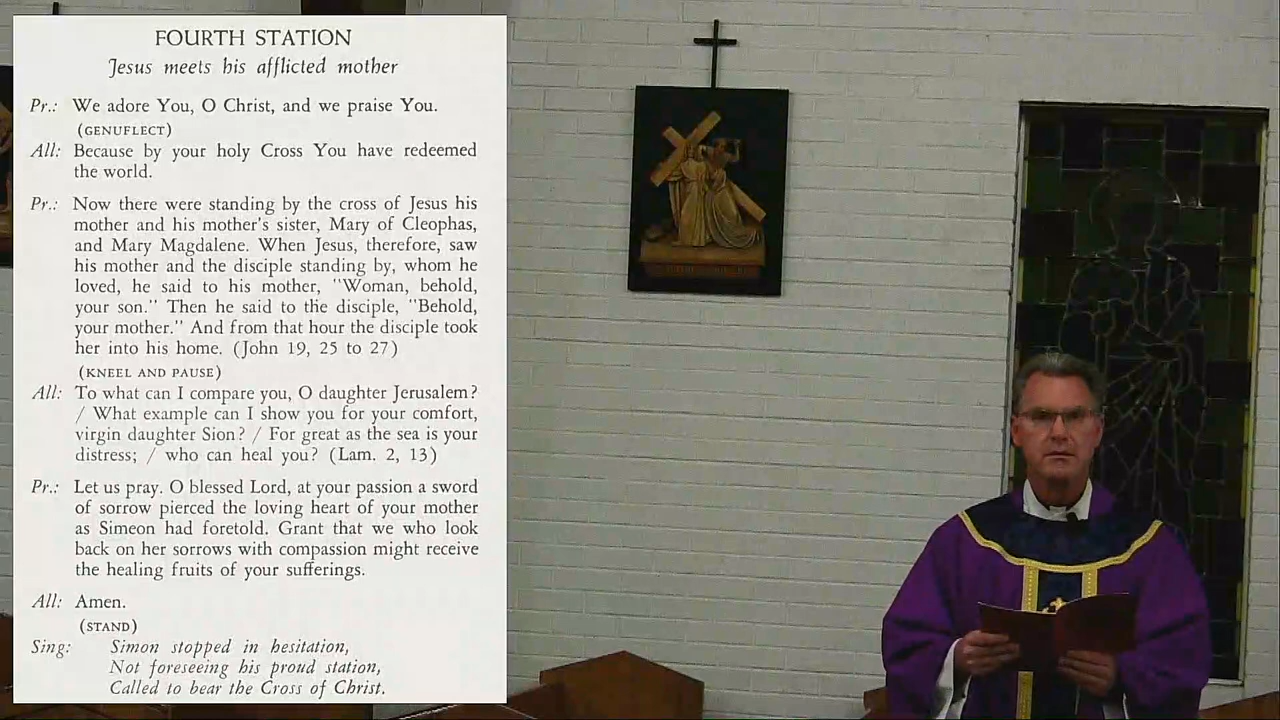 FOURTH STATION
Jesus meets his afflicted mother
Pr.: We adore You, O Christ, and we praise You.
(GENUFLECT)
All: Because by your holy Cross You have redeemed
the world.
Pr.: Now there were standing by the cross of Jesus his
mother and his mother's sister, Mary of Cleophas,
and Mary Magdalene. When Jesus, therefore, saw
his mother and the disciple standing by, whom he
loved, he said to his mother, "Woman, behold,
your son." Then he said to the disciple, "Behold,
your mother." And from that hour the disciple took
her into his home. (John 19, 25 to 27)
(KNEEL AND PAUSE)
All: To what can I compare you, O daughter Jerusalem?
/ What example can I show you for your comfort,
virgin daughter Sion? / For great as the sea is your
distress; / who can heal you? (Lam. 2, 13)
Pr.: Let us pray. O blessed Lord, at your passion a sword
of sorrow pierced the loving heart of your mother
as Simeon had foretold. Grant that we who look
back on her sorrows with compassion might receive
the healing fruits of your sufferings.
All: Amen.
(STAND)
Sing: Simon stopped in hesitation,
Not foreseeing his proud station,
Called to bear the Cross of Christ.